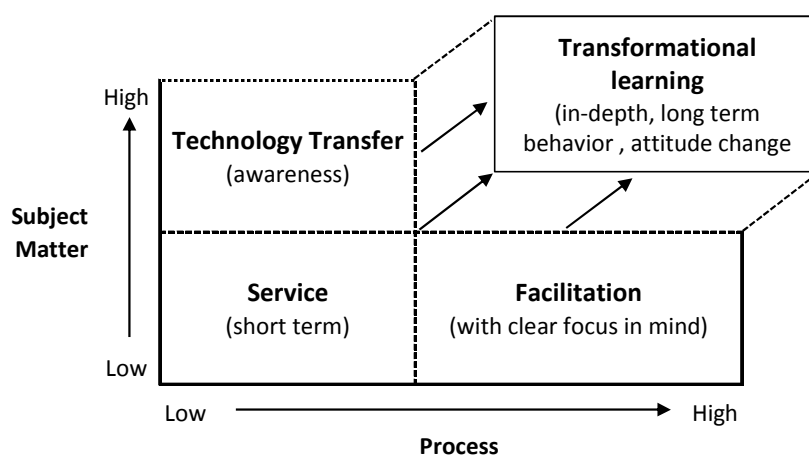 Transformational
learning
(in-depth, long term
behavior , attitude change
High
Technology Transfer
(awareness)
Subject
Matter
Service
(short term)
Facilitation
(with clear focus in mind)
Low
Low
High
Process